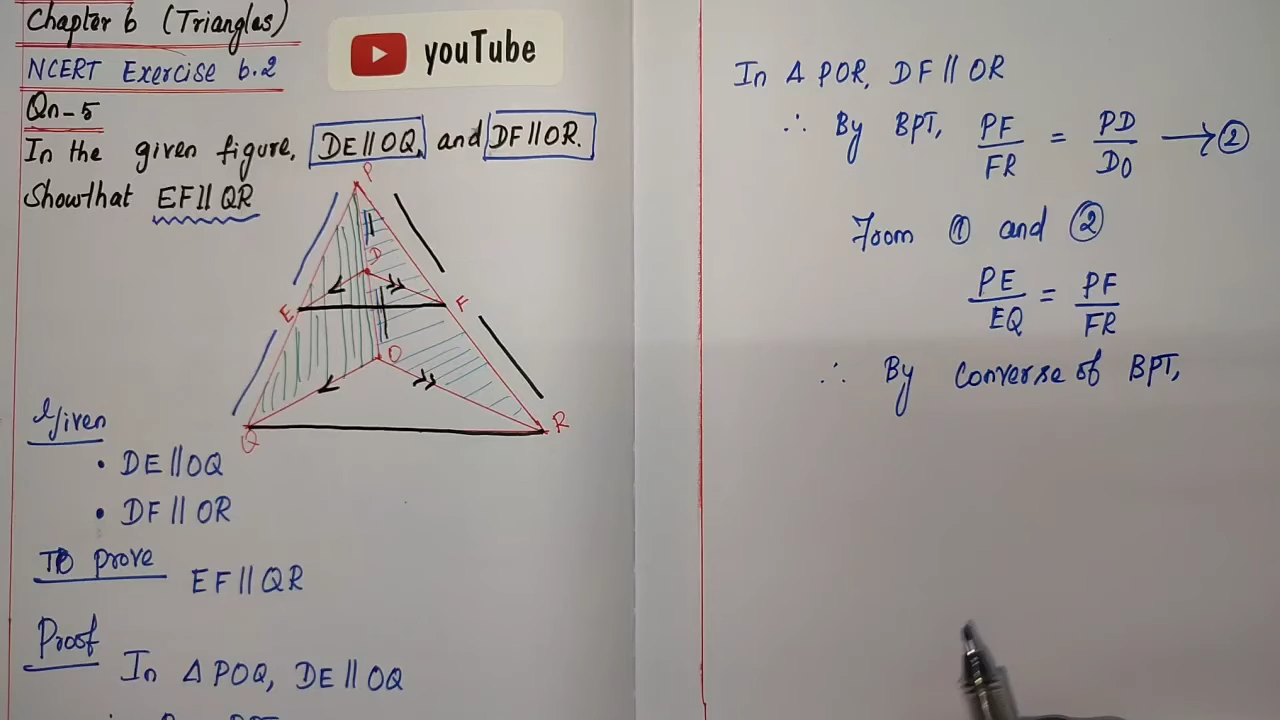 Chapter 6 (Triangles)
NCERT Exercise 6.2
Qn-5
In the given figure, DE||OQ, and DF||OR.
Show that EF||QR
YouTube
P
D
E
F
O
Q
R
Given
• DE||OQ
• DF||OR
To prove
EF||QR
Proof
In Δ POQ, DE||OQ
∴ By BPT
In Δ POR, DF||OR
∴ By BPT, PF/FR = PD/DO → ②
From ① and ②
PE/EQ = PF/FR
∴ By converse of BPT,